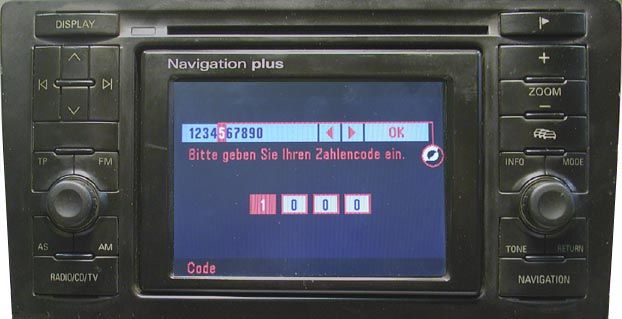 DISPLAY
Navigation plus
+
ZOOM
−
1234567890 OK
Bitte geben Sie Ihren Zahlencode ein.
TP FM
INFO MODE
1 0 0 0
AS AM
TONE RETURN
Code
RADIO/CD/TV
NAVIGATION